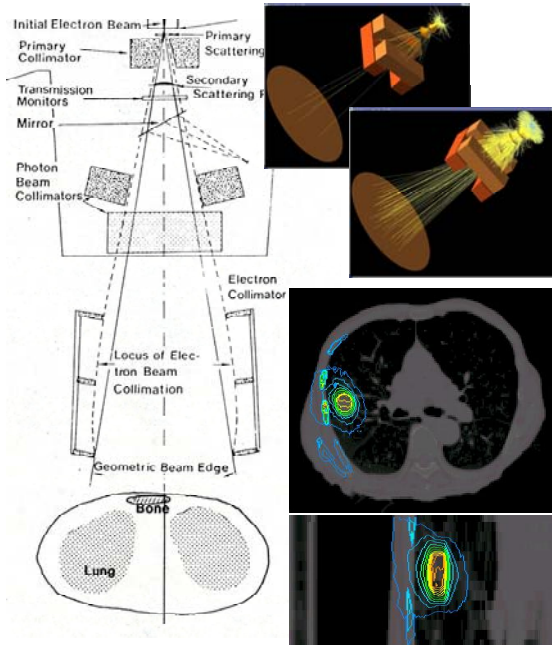 Initial Electron Beam
Primary
Collimator
Primary
Scattering
Secondary
Scattering
Transmission
Monitors
Mirror
Photon
Beam
Collimators
Electron
Collimator
Locus of Elec-
tron Beam
Collimation
Geometric Beam Edge
Bone
Lung